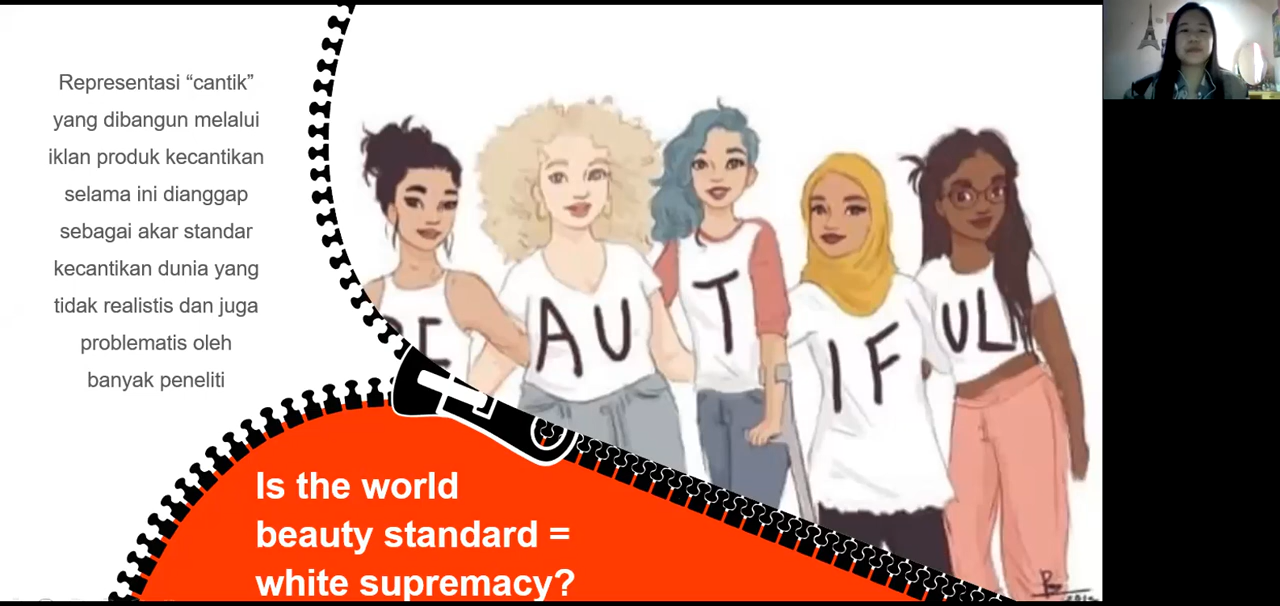 Representasi “cantik”
yang dibangun melalui
iklan produk kecantikan
selama ini dianggap
sebagai akar standar
kecantikan dunia yang
tidak realistis dan juga
problematis oleh
banyak peneliti
BE AU T IF UL
Is the world
beauty standard =
white supremacy?